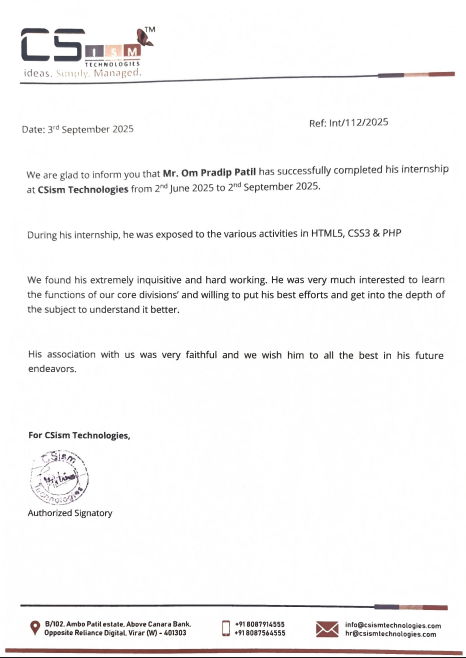 CSISM™
TECHNOLOGIES
ideas. Simply. Managed.
Date: 3rd September 2025
Ref: Int/112/2025
We are glad to inform you that Mr. Om Pradip Patil has successfully completed his internship
at CSism Technologies from 2nd June 2025 to 2nd September 2025.
During his internship, he was exposed to the various activities in HTML5, CSS3 & PHP
We found his extremely inquisitive and hard working. He was very much interested to learn
the functions of our core divisions’ and willing to put his best efforts and get into the depth of
the subject to understand it better.
His association with us was very faithful and we wish him to all the best in his future
endeavors.
For CSism Technologies,
CSism
Technologies
Authorized Signatory
B/102, Ambo Patil estate, Above Canara Bank,
Opposite Reliance Digital, Virar (W) - 401303
+91 8087914555
+91 8087564555
info@csismtechnologies.com
hr@csismtechnologies.com